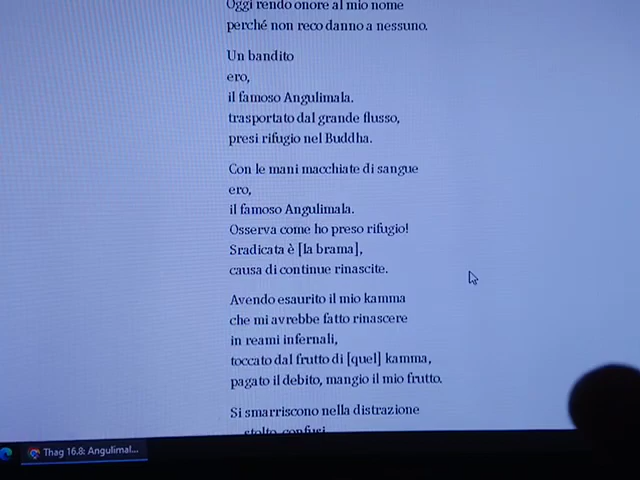 Oggi rendo onore al mio nome
perché non reco danno a nessuno.
Un bandito
ero,
il famoso Angulimala.
trasportato dal grande flusso,
presi rifugio nel Buddha.
Con le mani macchiate di sangue
ero,
il famoso Angulimala.
Osserva come ho preso rifugio!
Sradicata è [la brama],
causa di continue rinascite.
Avendo esaurito il mio kamma
che mi avrebbe fatto rinascere
in reami infernali,
toccato dal frutto di [quel] kamma,
pagato il debito, mangio il mio frutto.
Si smarriscono nella distrazione
stolto, confusi
Thag 16.8: Angulimal...